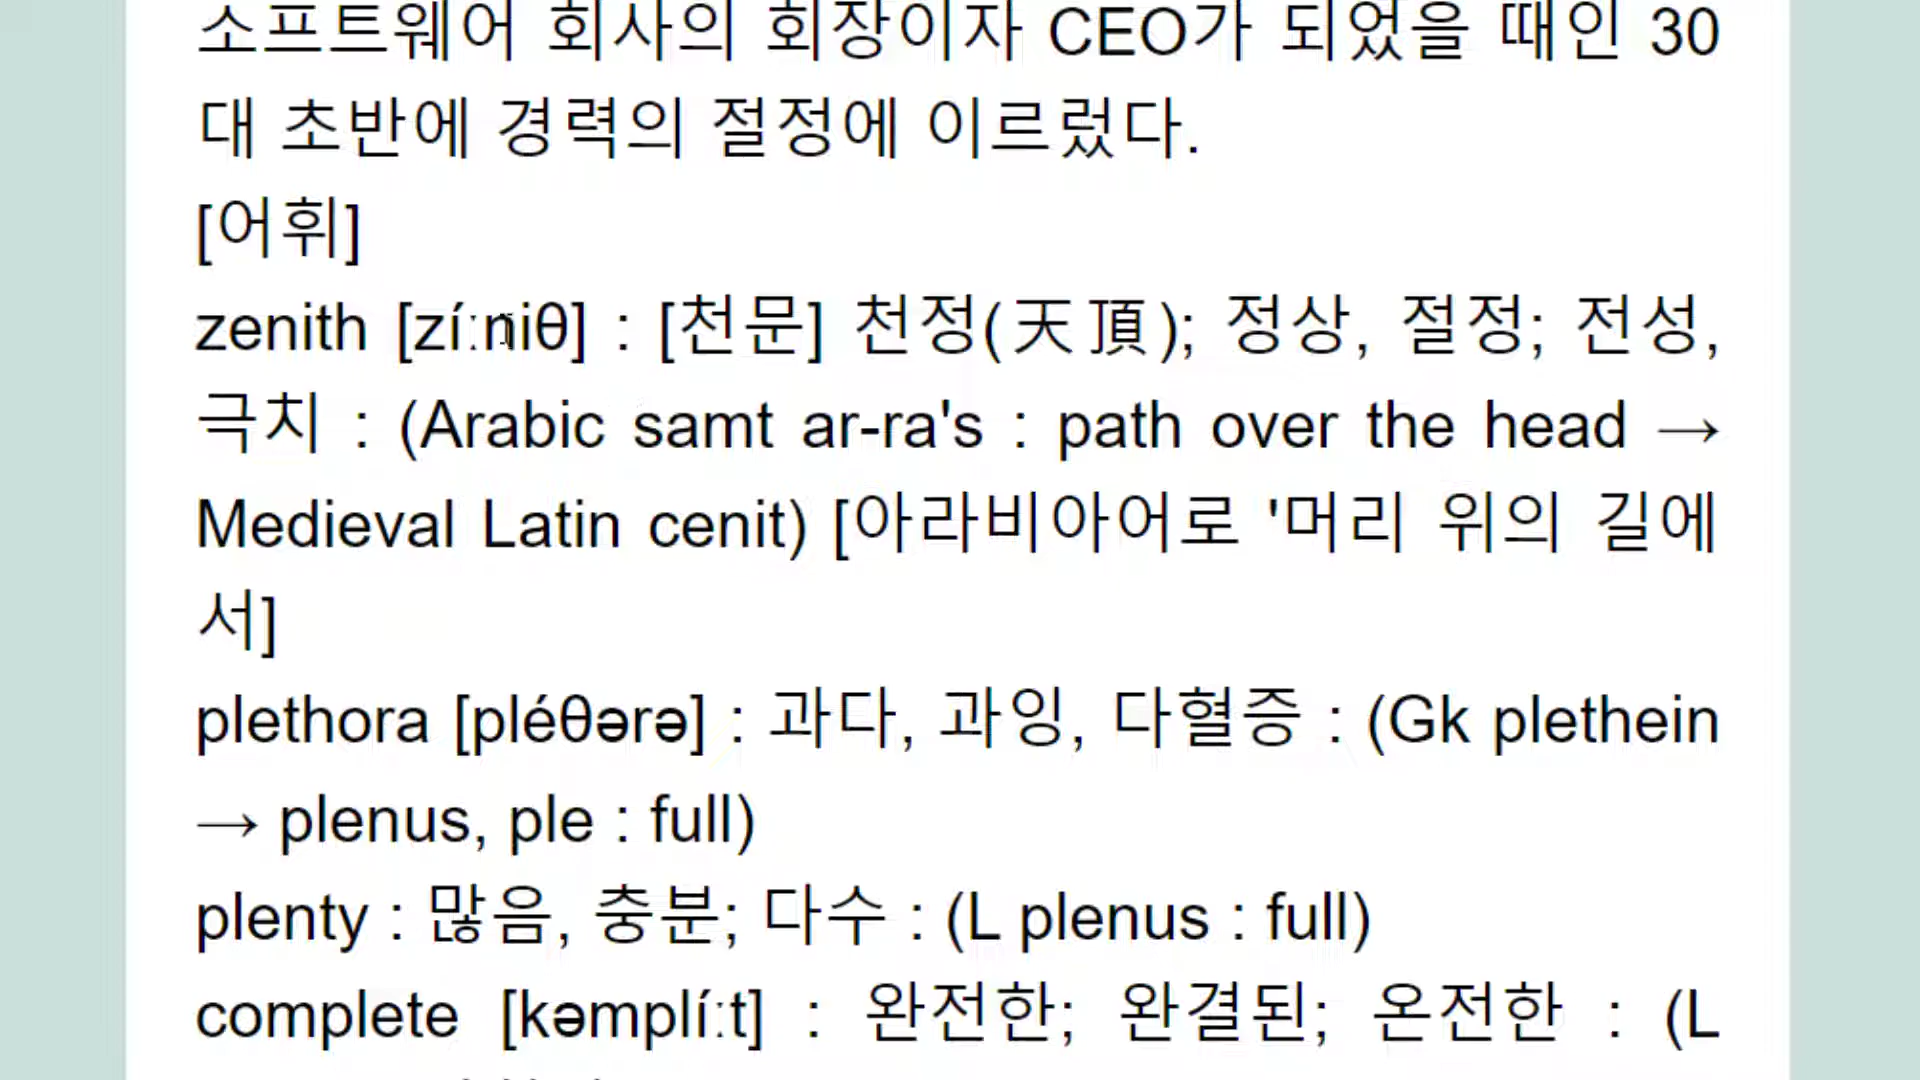 소프트웨어 회사의 회장이자 CEO가 되었을 때인 30
대 초반에 경력의 절정에 이르렀다.
[어휘]
zenith [zíːniθ] : [천문] 천정(天頂); 정상, 절정; 전성,
극치 : (Arabic samt ar-ra's : path over the head →
Medieval Latin cenit) [아라비아어로 '머리 위의 길에
서]
plethora [pléθərə] : 과다, 과잉, 다혈증 : (Gk plethein
→ plenus, ple : full)
plenty : 많음, 충분; 다수 : (L plenus : full)
complete [kəmplíːt] : 완전한; 완결된; 온전한 : (L